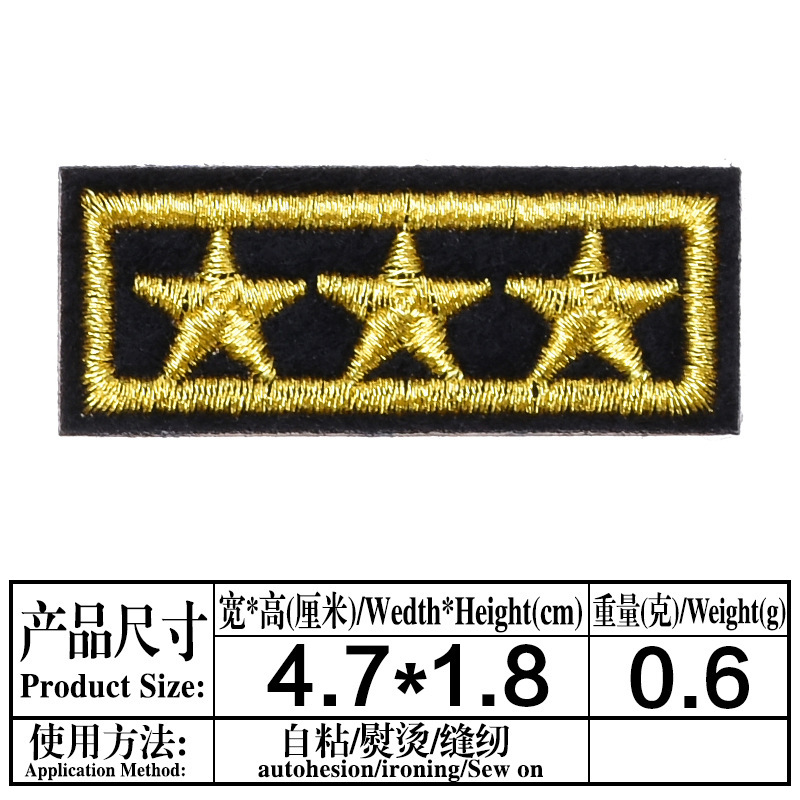 产品尺寸
Product Size:
宽*高(厘米)/Wedth*Height(cm)
重量(克)/Weight(g)
4.7*1.8
0.6
使用方法:
Application Method:
自粘/熨烫/缝纫
autohesion/ironing/Sew on